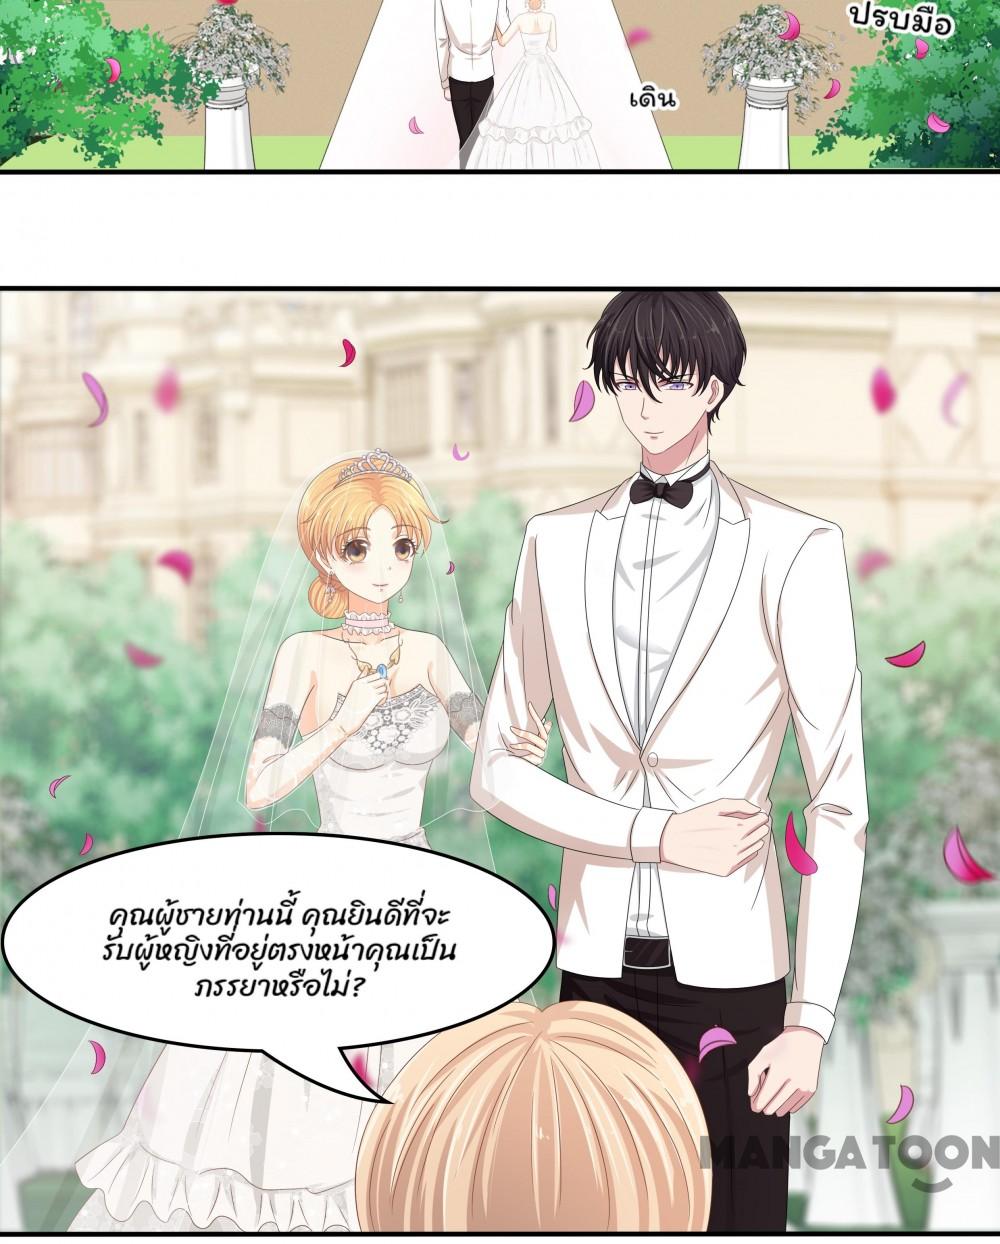 ปรบมือ
เดิน
คุณผู้ชายท่านนี้ คุณยินดีที่จะ
รับผู้หญิงที่อยู่ตรงหน้าคุณเป็น
ภรรยาหรือไม่?
MANGATOON